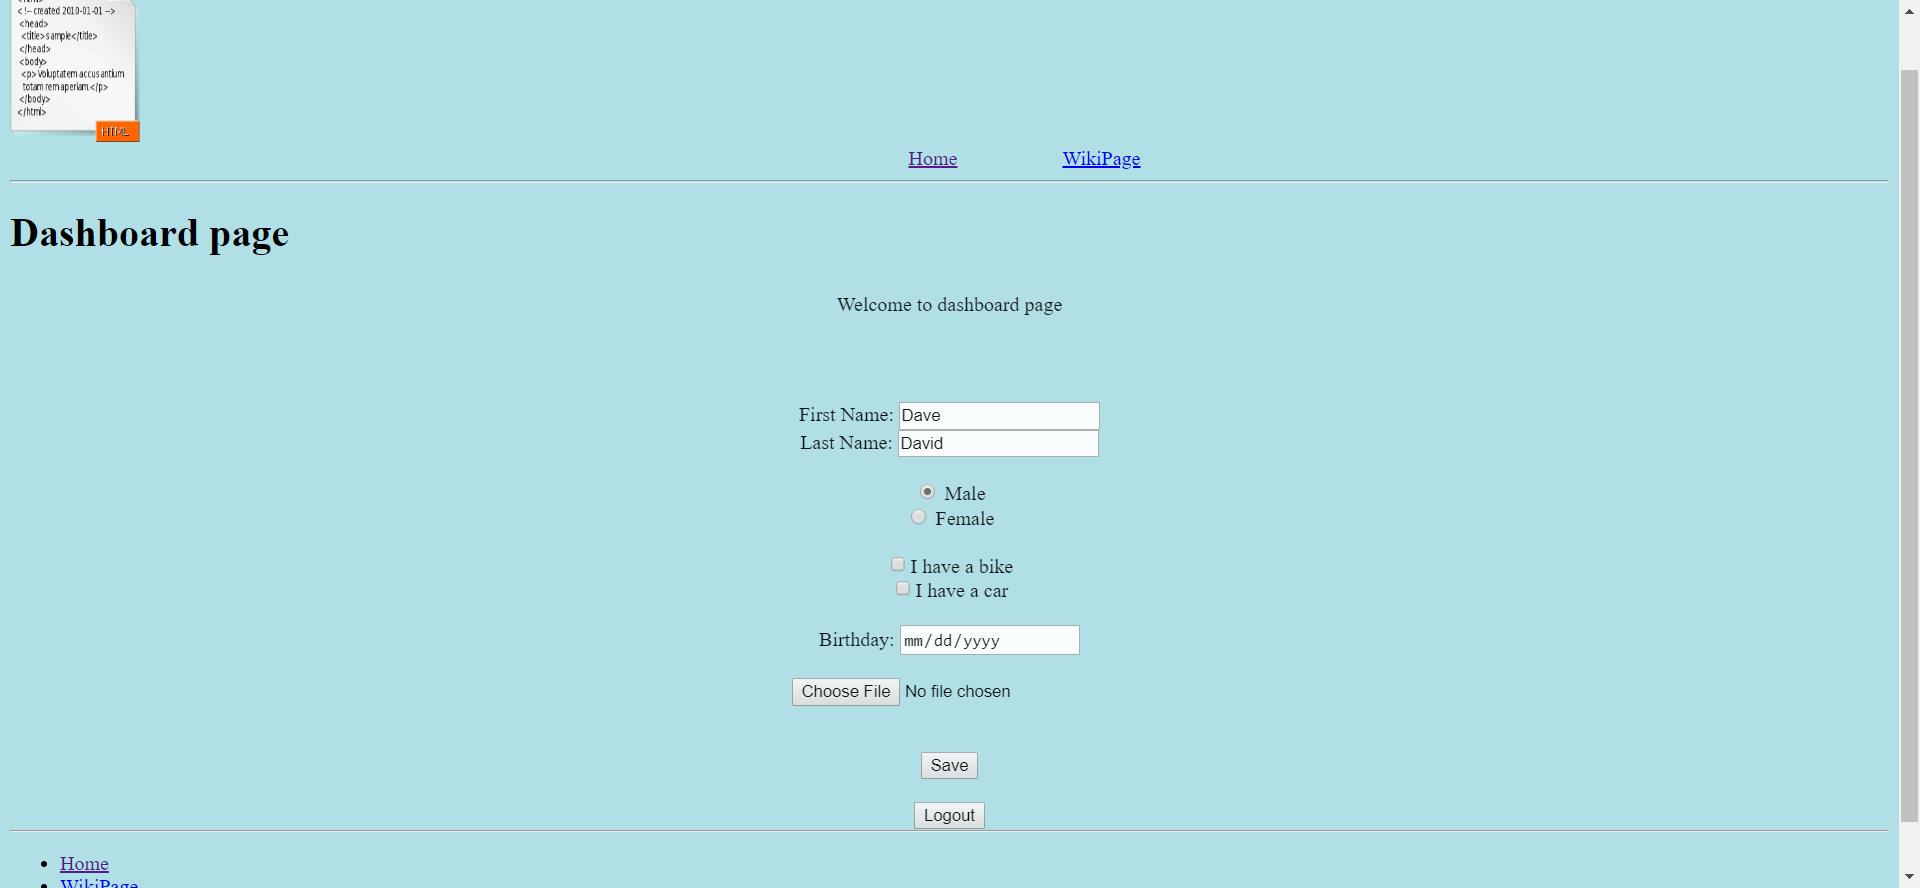 <!-- created 2010-01-01 -->
<head>
<title>sample</title>
</head>
<body>
<p>Voluptatem accusantium
totam rem aperiam.</p>
</body>
</html>
HTML
Home WikiPage
Dashboard page
Welcome to dashboard page
First Name: Dave
Last Name: David
Male
Female
I have a bike
I have a car
Birthday: mm/dd/yyyy
Choose File No file chosen
Save
Logout
Home
WikiPage